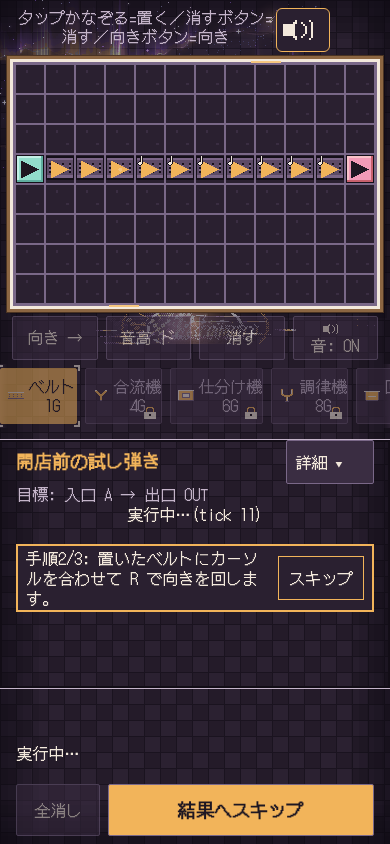 タップかなぞる=置く/消すボタン=
消す/向きボタン=向き
向き →
音高 ド
消す
音: ON
ベルト
1G
合流機
4G
仕分け機
6G
調律機
8G
開店前の試し弾き
詳細 ▾
目標: 入口 A → 出口 OUT
実行中…(tick 11)
手順2/3: 置いたベルトにカーソ
ルを合わせて R で向きを回しま
す。
スキップ
実行中…
全消し
結果へスキップ